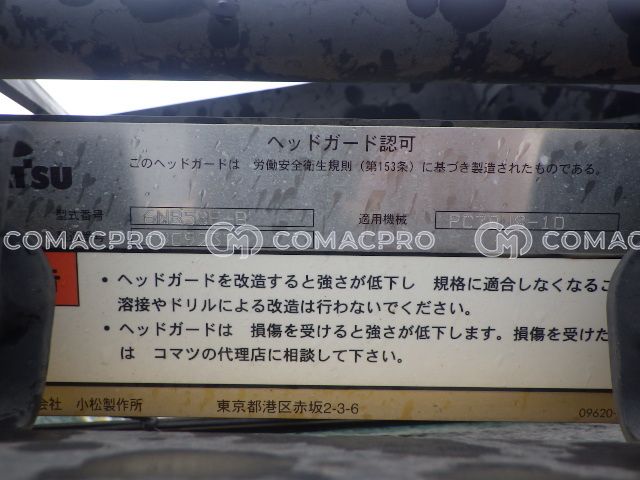 ヘッドガード認可
このヘッドガードは 労働安全衛生規則（第153条）に基づき製造されたものである。
ATSU
型式番号 適用機械 PC78US-10
COMACPRO COMACPRO COMACPRO
・ヘッドガードを改造すると強さが低下し 規格に適合しなくなるこ
溶接やドリルによる改造は行わないでください。
・ヘッドガードは 損傷を受けると強さが低下します。損傷を受けた
は コマツの代理店に相談して下さい。
会社 小松製作所 東京都港区赤坂2-3-6 09620-